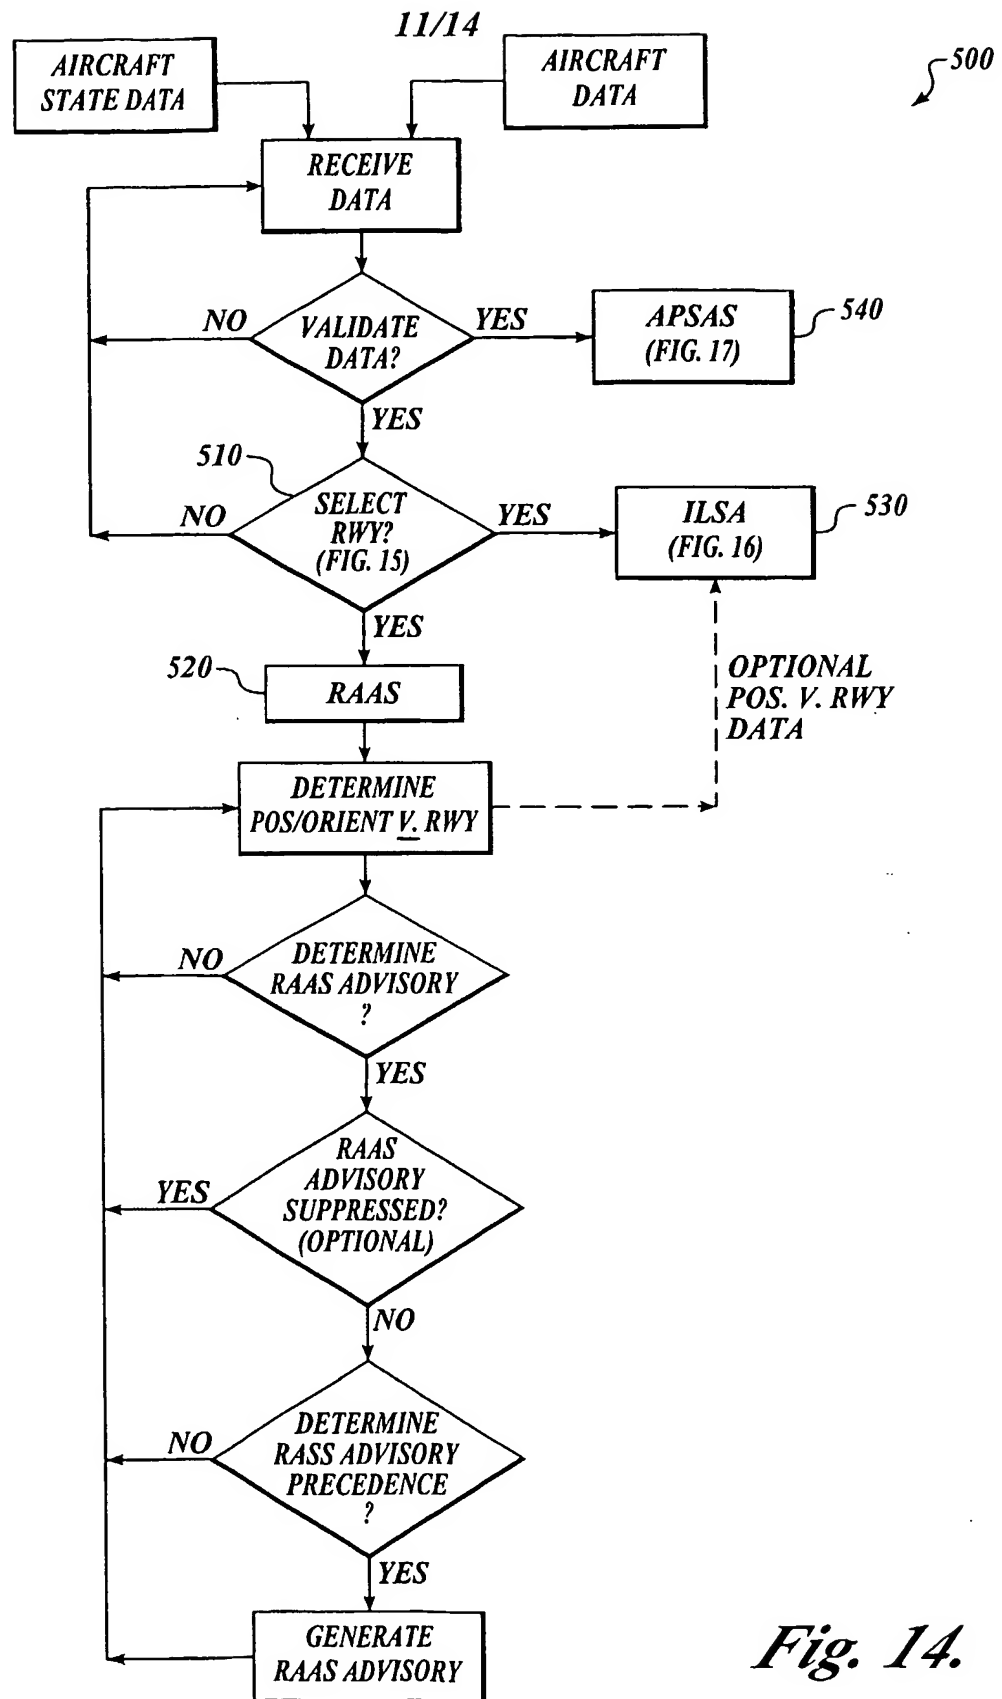 11/14
AIRCRAFT
STATE DATA
AIRCRAFT
DATA
500
RECEIVE
DATA
NO
VALIDATE
DATA?
YES
APSAS
(FIG. 17)
540
YES
510
NO
SELECT
RWY?
(FIG. 15)
YES
ILSA
(FIG. 16)
530
YES
520
RAAS
OPTIONAL
POS. V. RWY
DATA
DETERMINE
POS/ORIENT V. RWY
NO
DETERMINE
RAAS ADVISORY
?
YES
YES
RAAS
ADVISORY
SUPPRESSED?
(OPTIONAL)
NO
NO
DETERMINE
RASS ADVISORY
PRECEDENCE
?
YES
GENERATE
RAAS ADVISORY
Fig. 14.